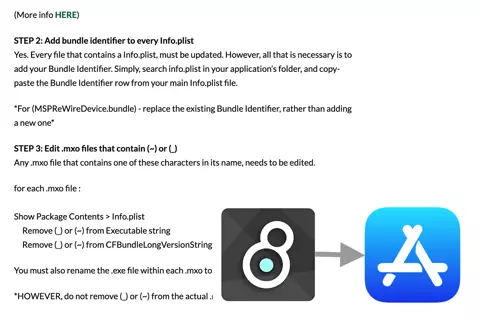 (More info HERE)
STEP 2: Add bundle identifier to every Info.plist
Yes. Every file that contains a Info.plist, must be updated. However, all that is necessary is to
add your Bundle Identifier. Simply, search info.plist in your application's folder, and copy-
paste the Bundle Identifier row from your main Info.plist file.
*For (MSPReWireDevice.bundle) - replace the existing Bundle Identifier, rather than adding
a new one*
STEP 3: Edit .mxo files that contain (~) or (_)
Any .mxo file that contains one of these characters in its name, needs to be edited.
for each .mxo file :
Show Package Contents > Info.plist
Remove (_) or (~) from Executable string
Remove (_) or (~) from CFBundleLongVersionString
You must also rename the .exe file within each .mxo to
*HOWEVER, do not remove (_) or (~) from the actual